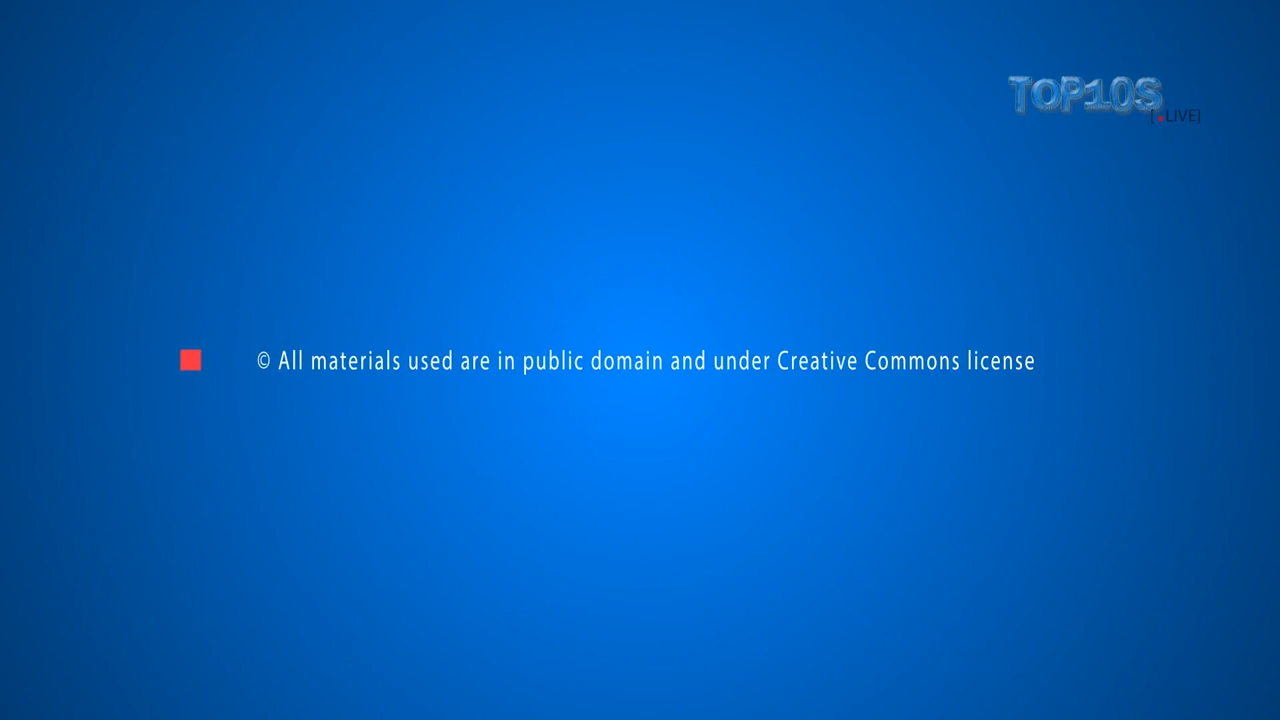 TOP10S
[.LIVE]
© All materials used are in public domain and under Creative Commons license